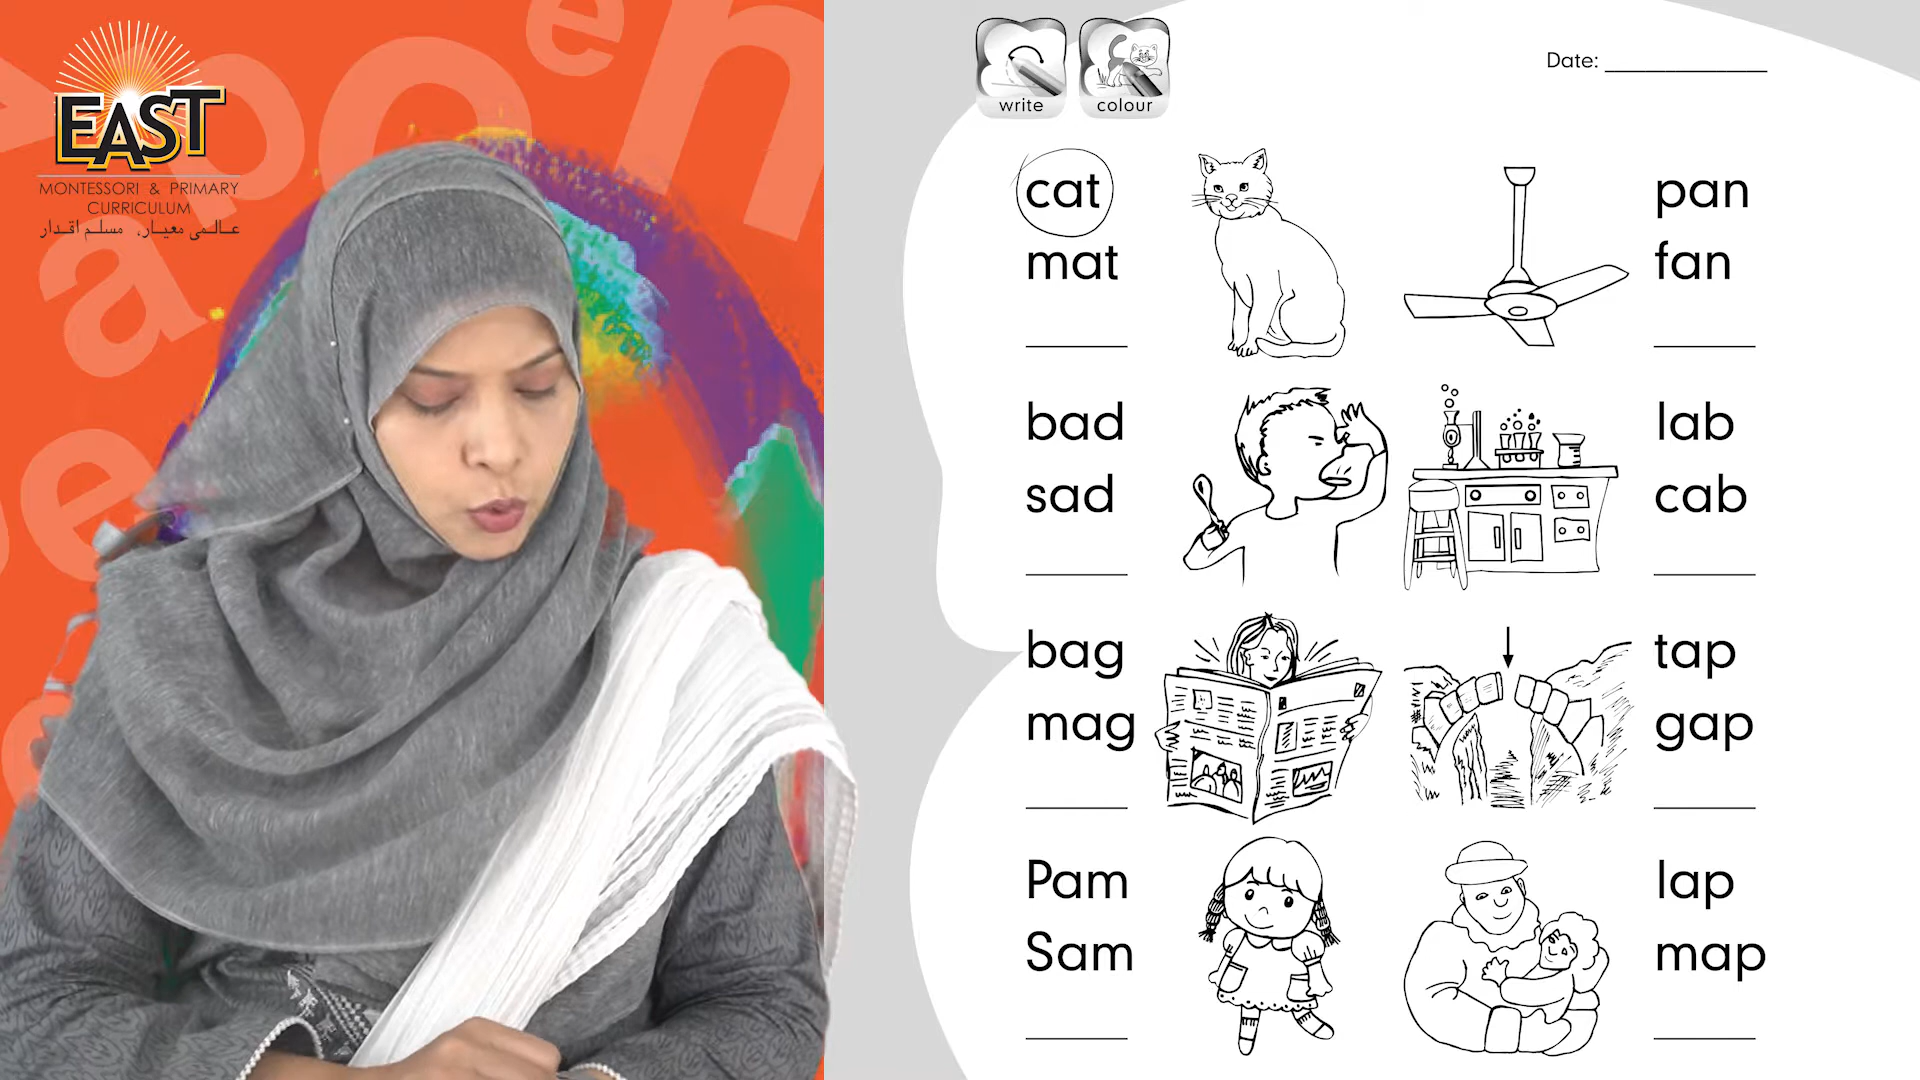 EAST
MONTESSORI & PRIMARY
CURRICULUM
عالمی معیار، مسلم اقدار
write
colour
Date: ______________
cat
mat
pan
fan
bad
sad
lab
cab
bag
mag
tap
gap
Pam
Sam
lap
map